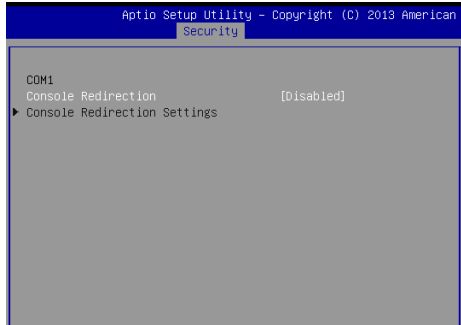 Aptio Setup Utility – Copyright (C) 2013 American
Security
COM1
Console Redirection [Disabled]
Console Redirection Settings